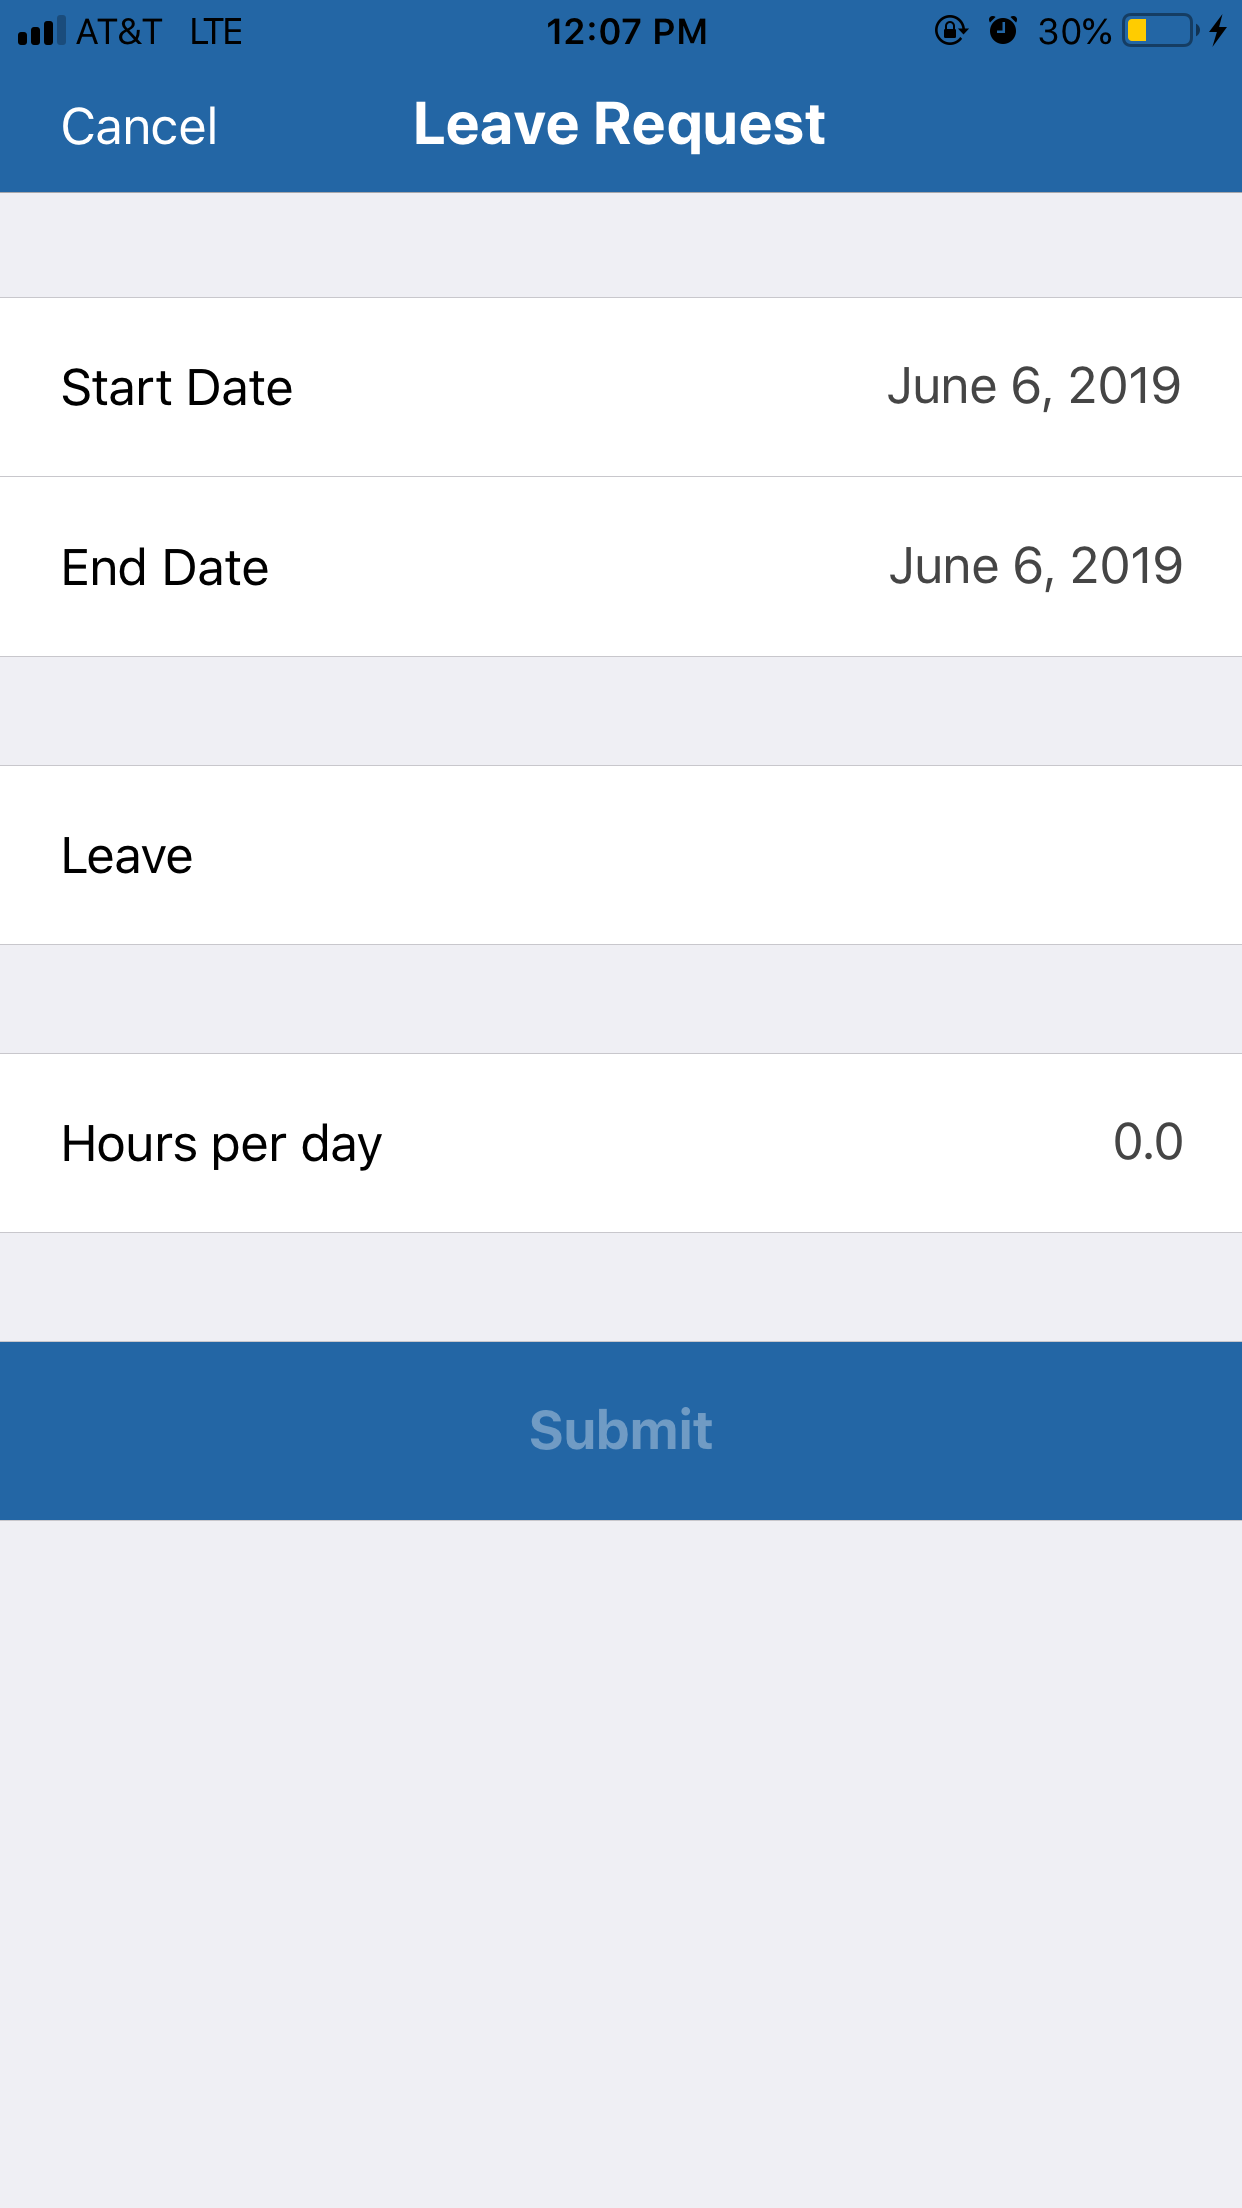 AT&T LTE 12:07 PM 30%
Cancel Leave Request
Start Date June 6, 2019
End Date June 6, 2019
Leave
Hours per day 0.0
Submit